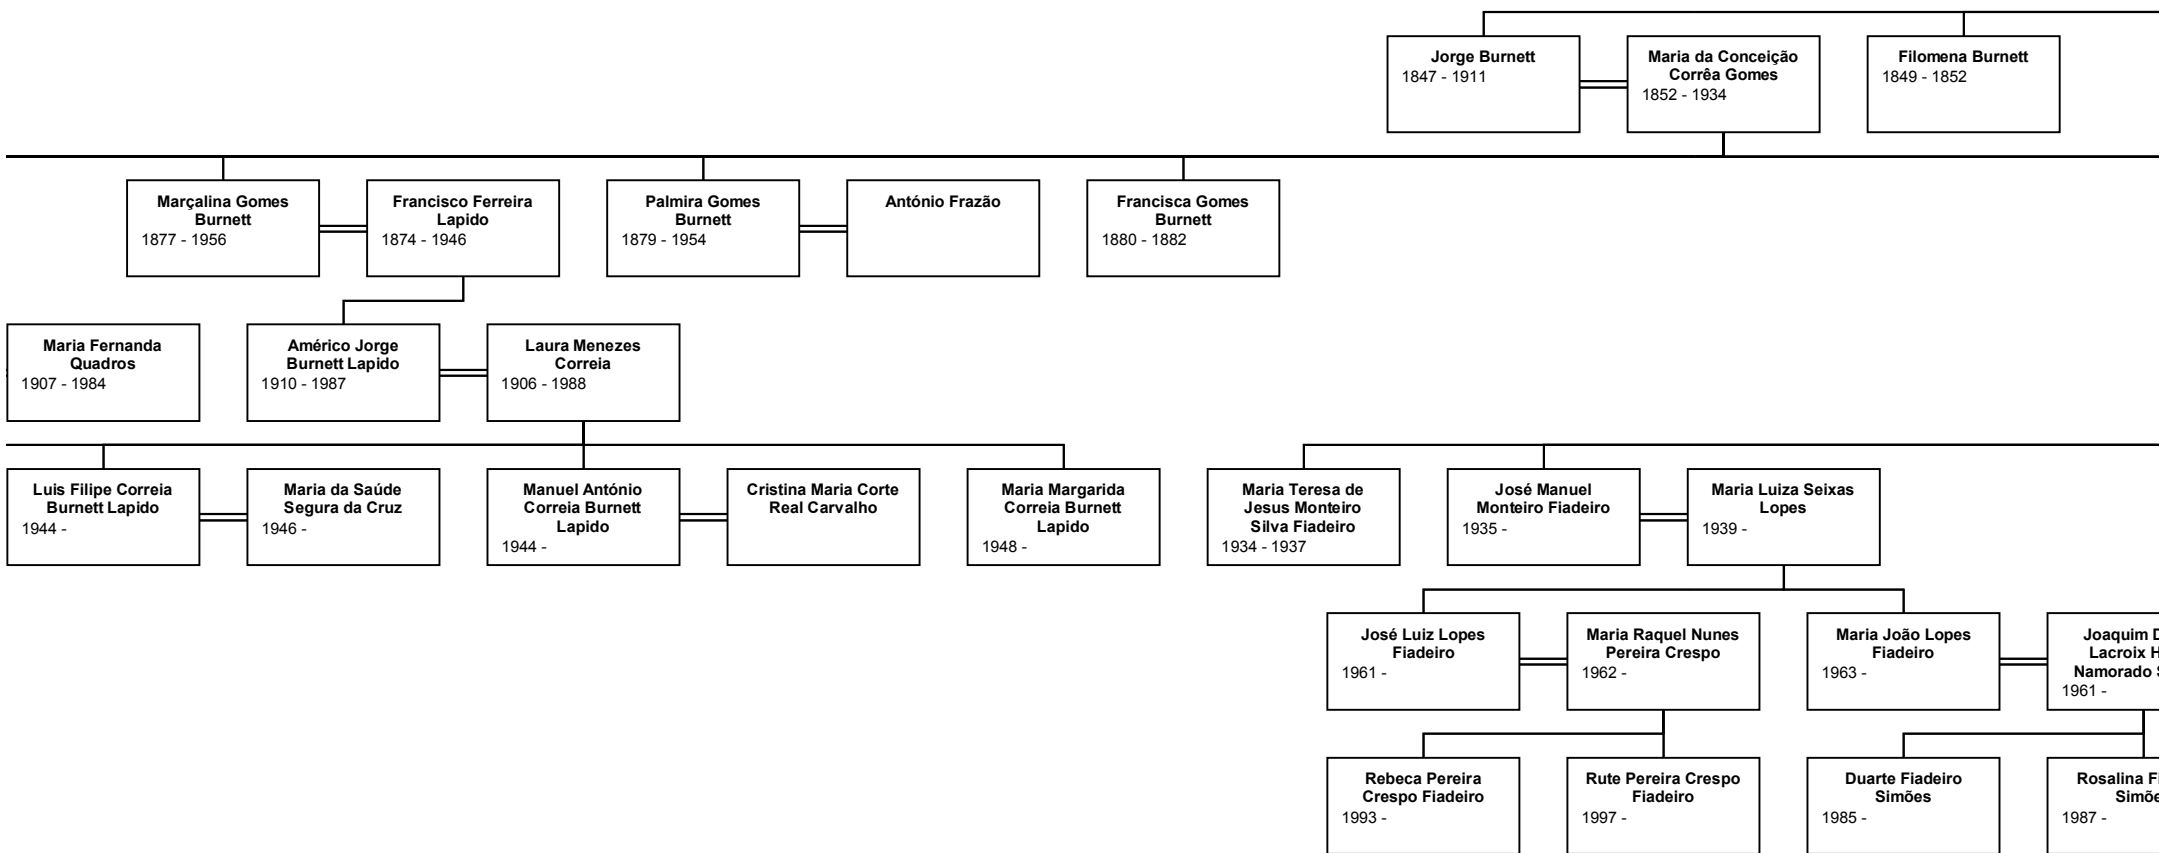 Jorge Burnett
1847 - 1911
Maria da Conceição
Corrêa Gomes
1852 - 1934
Filomena Burnett
1849 - 1852
Marçalina Gomes
Burnett
1877 - 1956
Francisco Ferreira
Lapido
1874 - 1946
Palmira Gomes
Burnett
1879 - 1954
António Frazão
Francisca Gomes
Burnett
1880 - 1882
Maria Fernanda
Quadros
1907 - 1984
Américo Jorge
Burnett Lapido
1910 - 1987
Laura Menezes
Correia
1906 - 1988
Luis Filipe Correia
Burnett Lapido
1944 -
Maria da Saúde
Segura da Cruz
1946 -
Manuel António
Correia Burnett
Lapido
1944 -
Cristina Maria Corte
Real Carvalho
Maria Margarida
Correia Burnett
Lapido
1948 -
Maria Teresa de
Jesus Monteiro
Silva Fiadeiro
1934 - 1937
José Manuel
Monteiro Fiadeiro
1935 -
Maria Luiza Seixas
Lopes
1939 -
José Luiz Lopes
Fiadeiro
1961 -
Maria Raquel Nunes
Pereira Crespo
1962 -
Maria João Lopes
Fiadeiro
1963 -
Joaquim
Lacroix
Namorado
1961 -
Rebeca Pereira
Crespo Fiadeiro
1993 -
Rute Pereira Crespo
Fiadeiro
1997 -
Duarte Fiadeiro
Simões
1985 -
Rosalina
1987 -